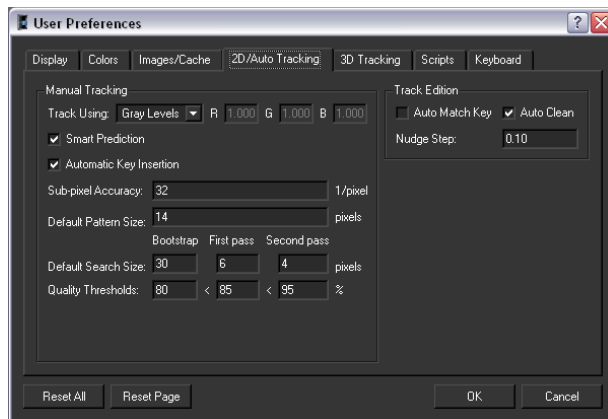 User Preferences
Display Colors Images/Cache 2D/Auto Tracking 3D Tracking Scripts Keyboard
Manual Tracking
Track Using: Gray Levels R 1.000 G 1.000 B 1.000
Smart Prediction
Automatic Key Insertion
Sub-pixel Accuracy: 32 1/pixel
Default Pattern Size: 14 pixels
Bootstrap First pass Second pass
Default Search Size: 30 6 4 pixels
Quality Thresholds: 80 < 85 < 95 %
Track Edition
Auto Match Key Auto Clean
Nudge Step: 0.10
Reset All Reset Page OK Cancel